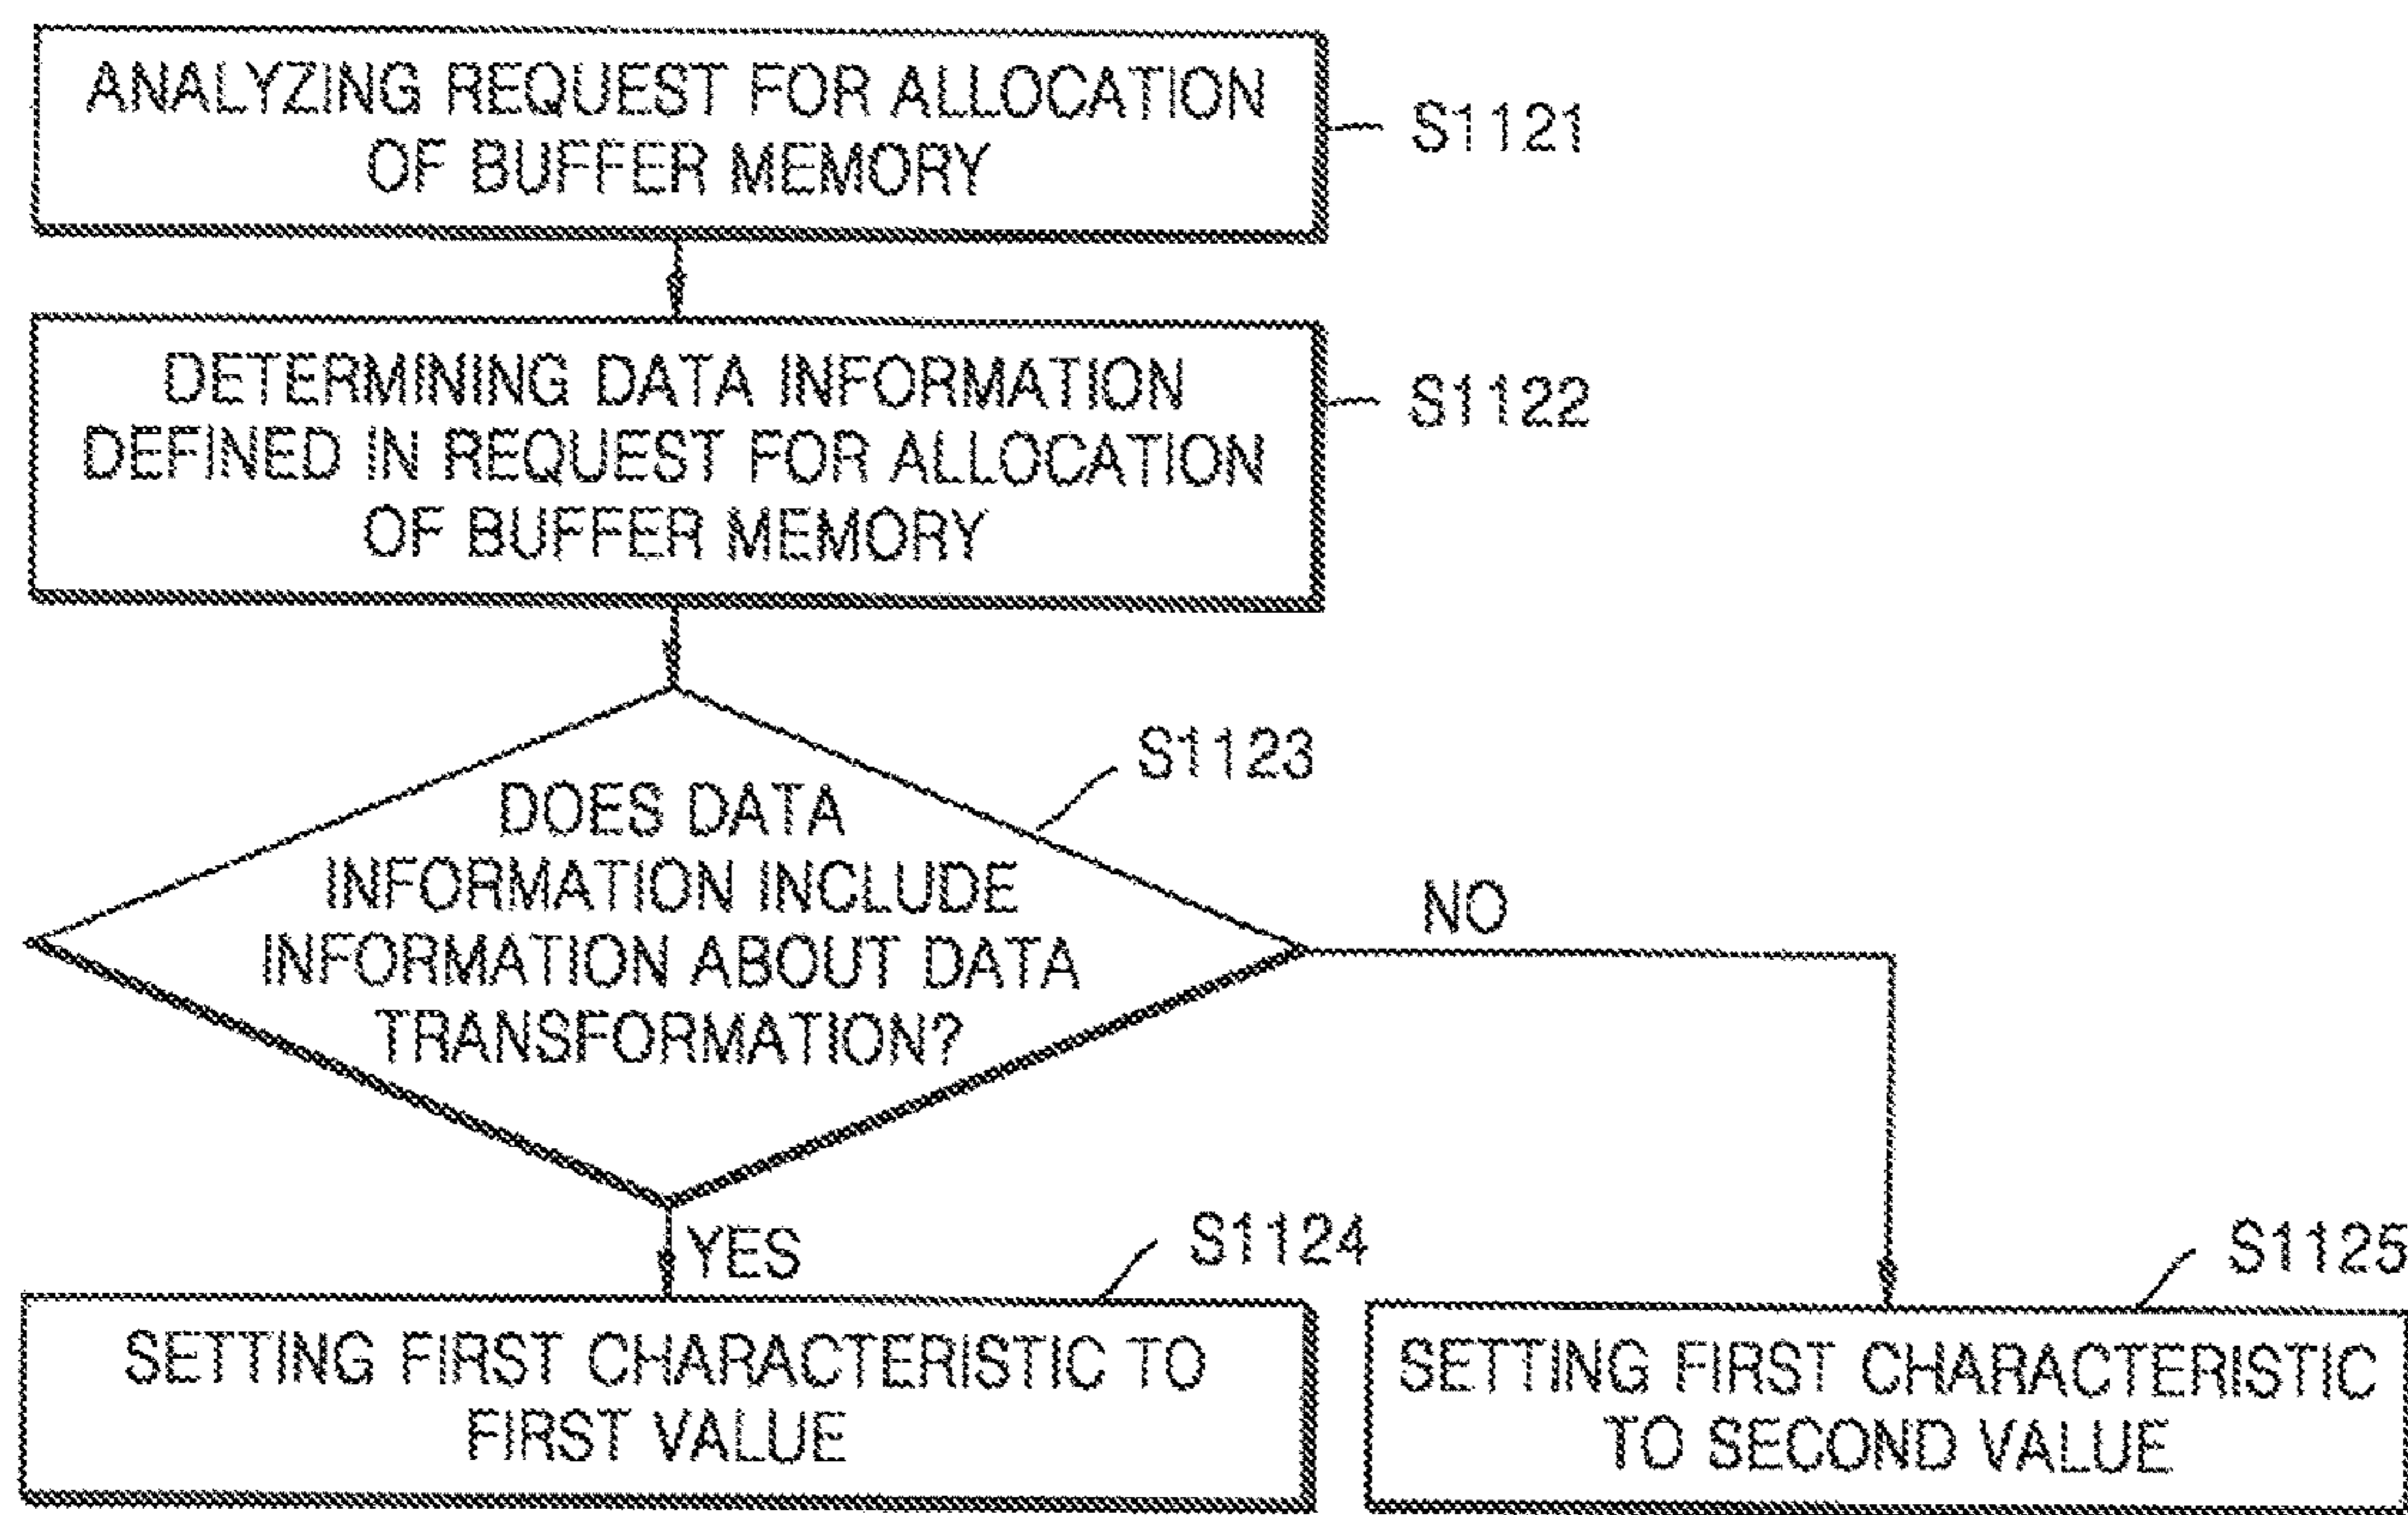 ANALYZING REQUEST FOR ALLOCATION
OF BUFFER MEMORY
S1121
DETERMINING DATA INFORMATION
DEFINED IN REQUEST FOR ALLOCATION
OF BUFFER MEMORY
S1122
S1123
DOES DATA
INFORMATION INCLUDE
INFORMATION ABOUT DATA
TRANSFORMATION?
NO
YES
S1124
SETTING FIRST CHARACTERISTIC TO
FIRST VALUE
S1125
SETTING FIRST CHARACTERISTIC
TO SECOND VALUE